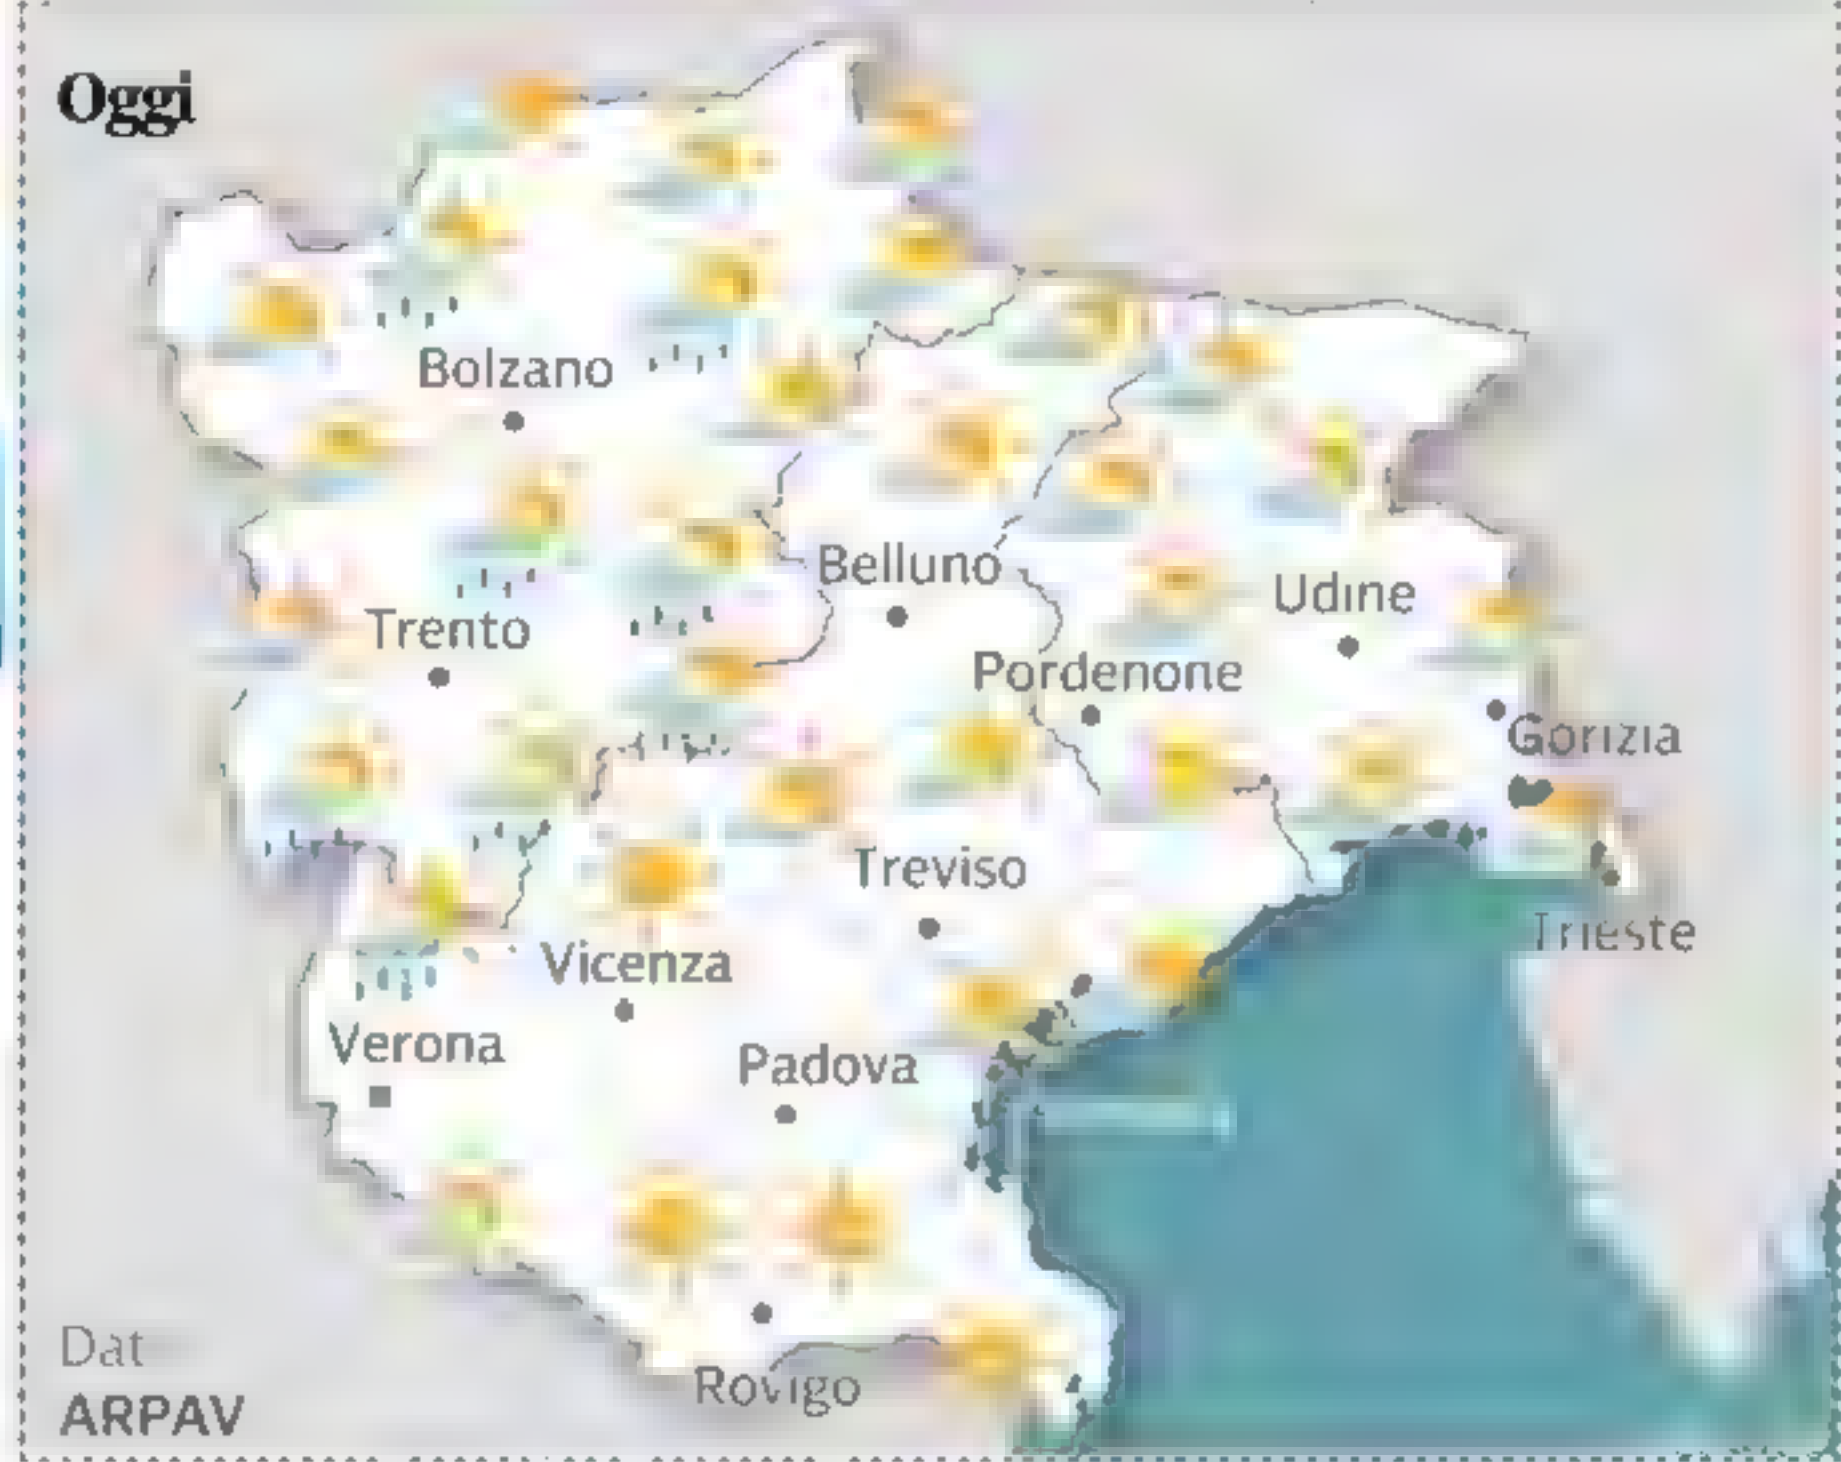 Oggi
Bolzano
Belluno
Udine
Trento
Pordenone
Gorizia
Treviso
Trieste
Vicenza
Verona
Padova
Rovigo
Dat
ARPAV